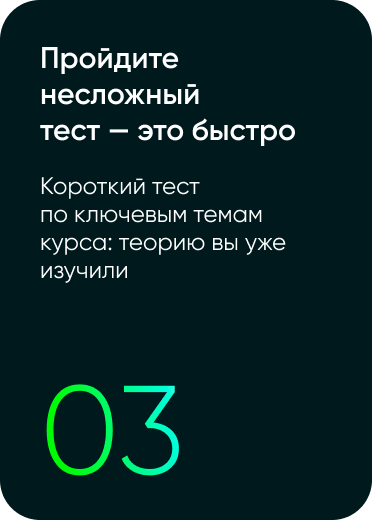 Пройдите
несложный
тест — это быстро
Короткий тест
по ключевым темам
курса: теорию вы уже
изучили
03